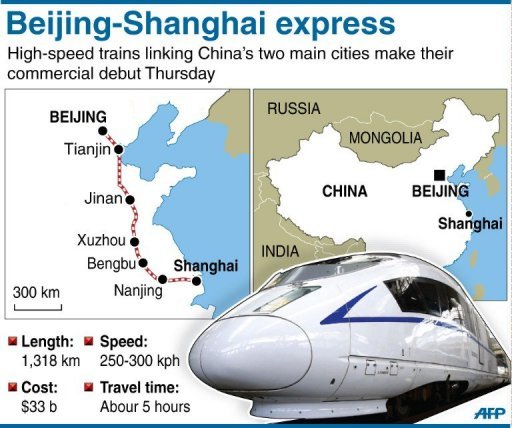 Beijing-Shanghai express
High-speed trains linking China's two main cities make their
commercial debut Thursday
BEIJING
Tianjin
Jinan
Xuzhou
Bengbu
Shanghai
Nanjing
300 km
RUSSIA
MONGOLIA
CHINA
BEIJING
Shanghai
INDIA
Length:
1,318 km
Speed:
250-300 kph
Cost:
$33 b
Travel time:
Abour 5 hours
AFP